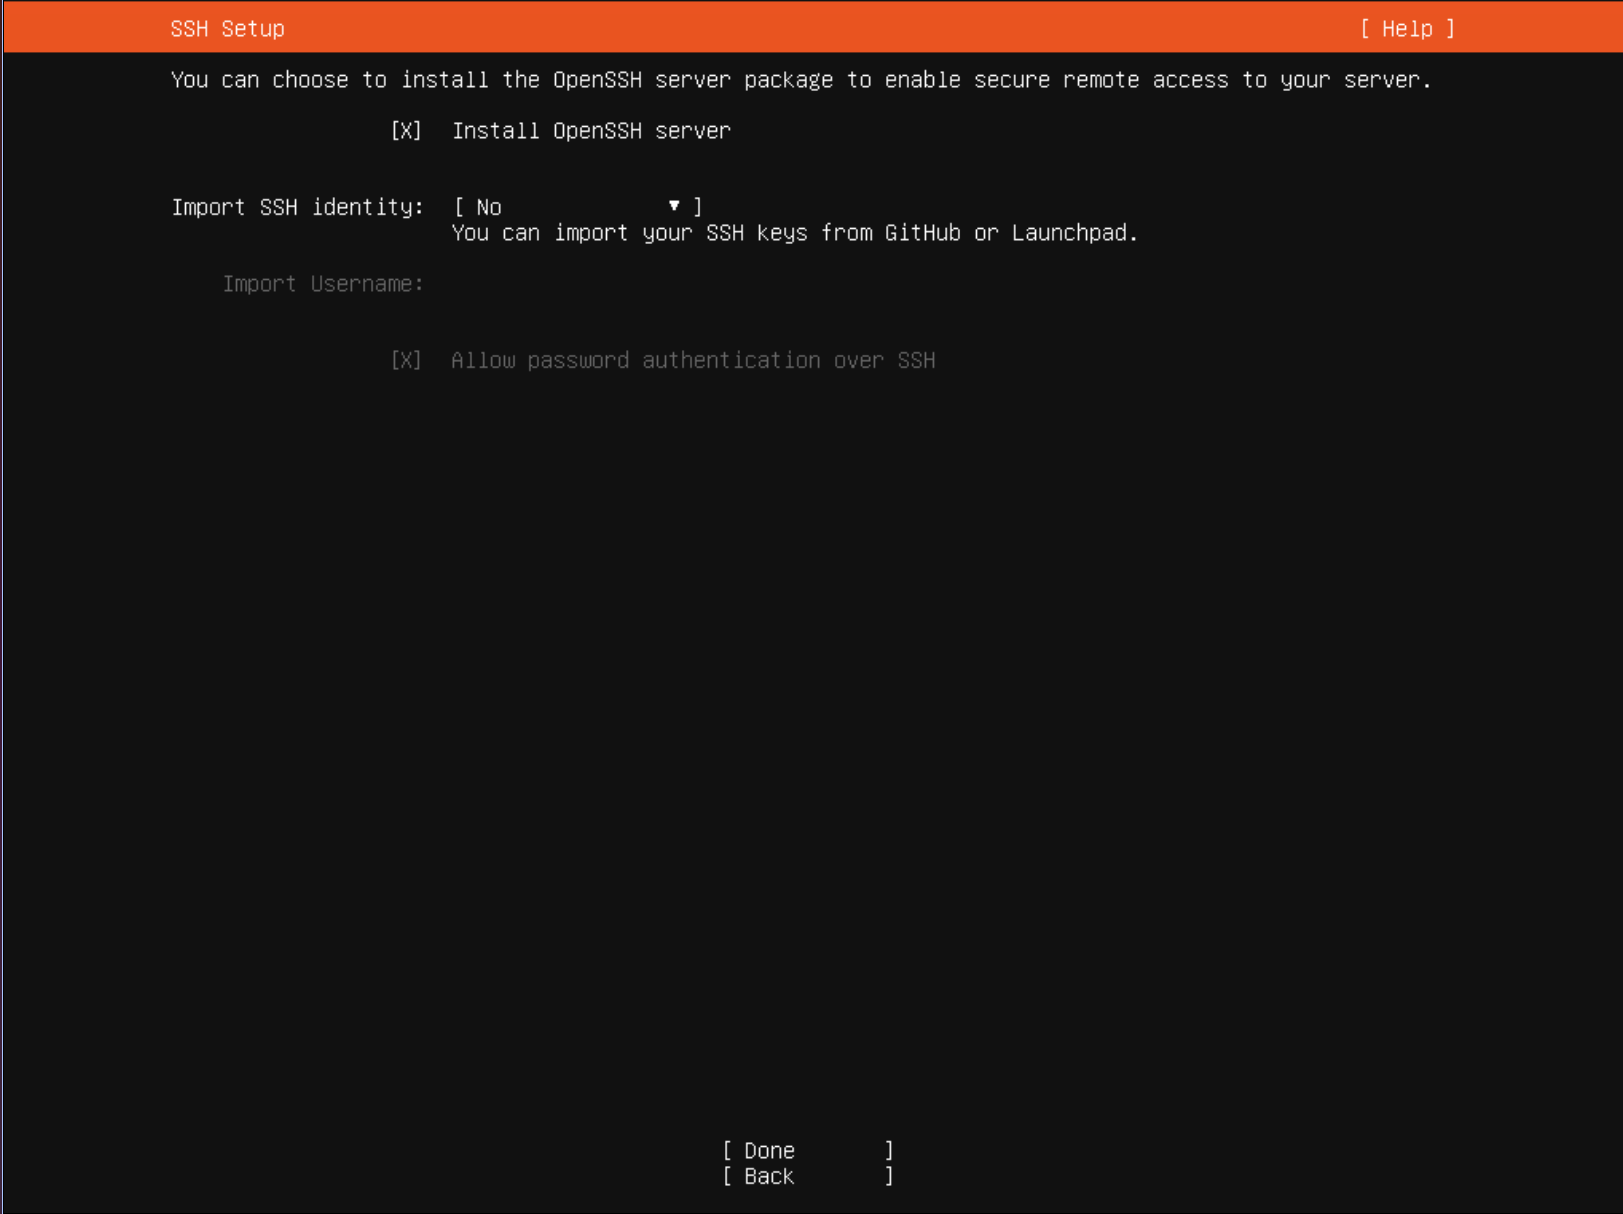 SSH Setup [ Help ]
You can choose to install the OpenSSH server package to enable secure remote access to your server.
[X] Install OpenSSH server
Import SSH identity: [ No ▾ ]
You can import your SSH keys from GitHub or Launchpad.
Import Username:
[X] Allow password authentication over SSH
[ Done ]
[ Back ]